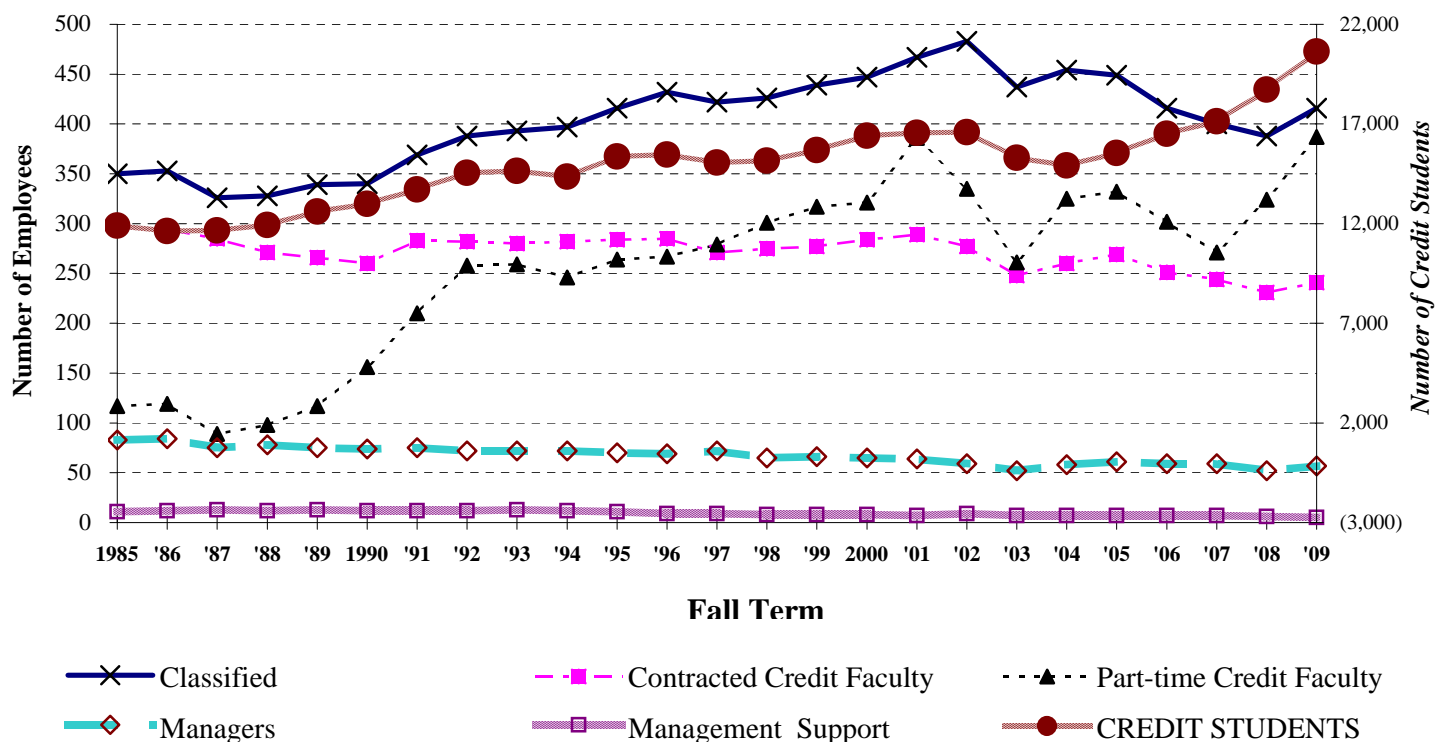 500
450
400
350
300
250
200
150
100
50
0
Number of Employees
22,000
17,000
12,000
7,000
2,000
(3,000)
Number of Credit Students
1985 '86 '87 '88 '89 1990 '91 '92 '93 '94 '95 '96 '97 '98 '99 2000 '01 '02 '03 '04 '05 '06 '07 '08 '09
Fall Term
Classified Contracted Credit Faculty Part-time Credit Faculty
Managers Management Support CREDIT STUDENTS